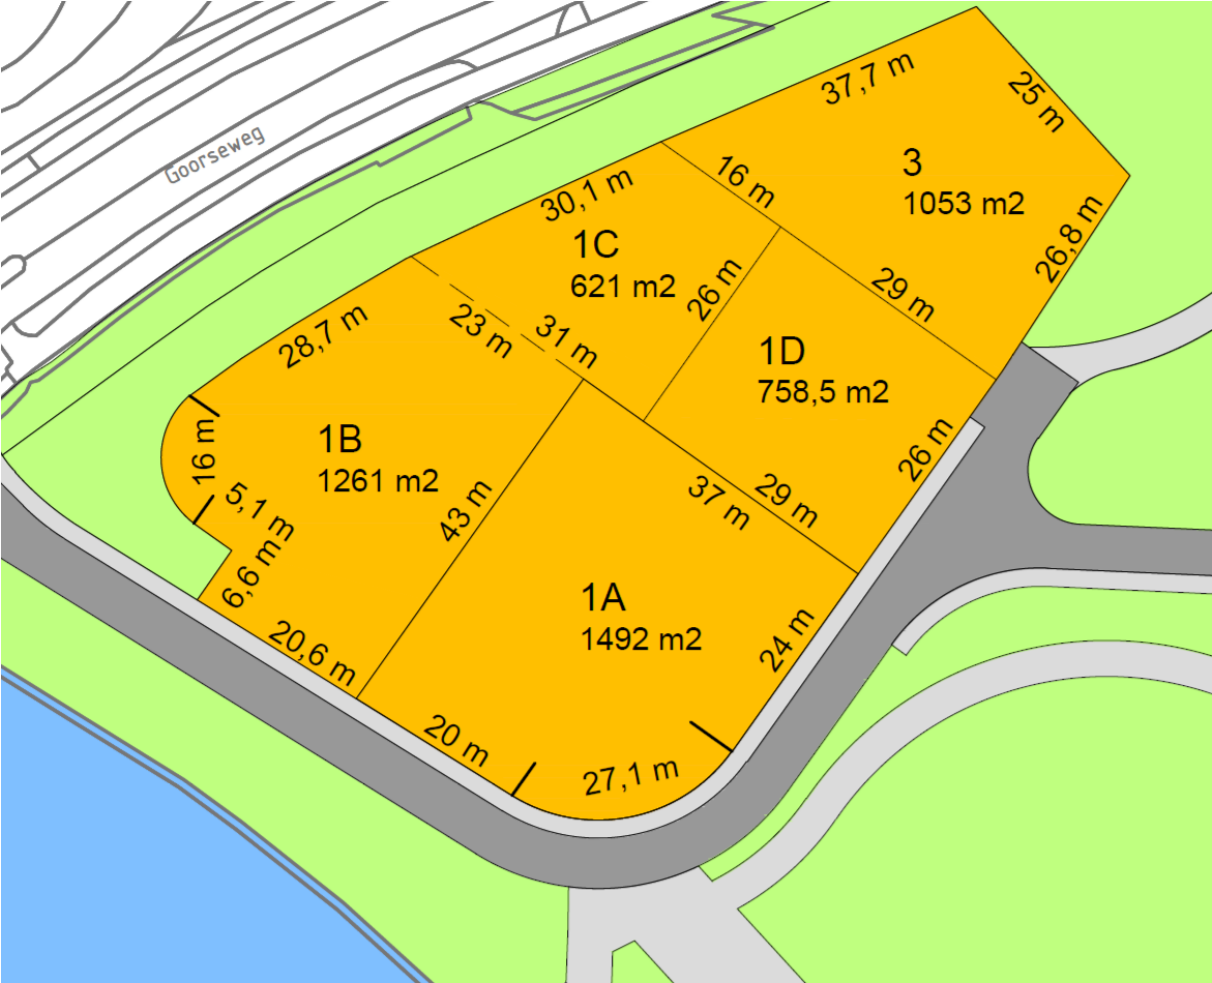 Goorseweg
37,7 m
25 m
3
1053 m2
16 m
30,1 m
26,8 m
1C
621 m2
26 m
29 m
28,7 m
23 m
31 m
1D
758,5 m2
1B
1261 m2
16 m
5,1 m
43 m
26 m
37 m
29 m
6,6 m
1A
1492 m2
20,6 m
24 m
20 m
27,1 m